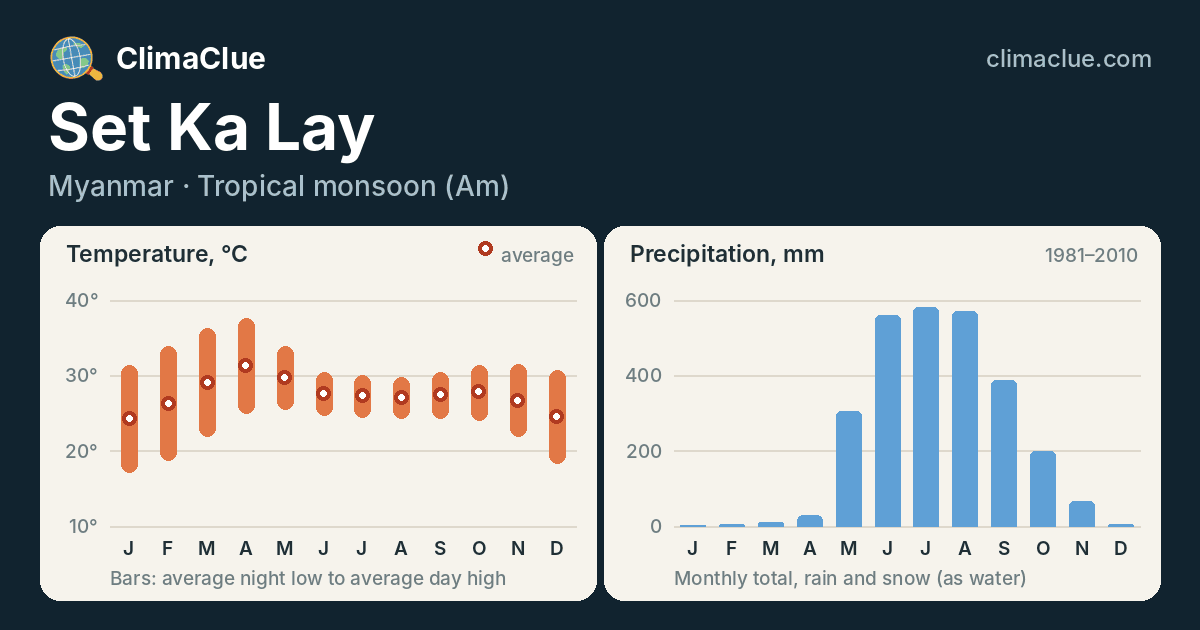 ClimaClue
climaclue.com
Set Ka Lay
Myanmar · Tropical monsoon (Am)
Temperature, °C
average
40°
30°
20°
10°
J F M A M J J A S O N D
Bars: average night low to average day high
Precipitation, mm
1981–2010
600
400
200
0
J F M A M J J A S O N D
Monthly total, rain and snow (as water)